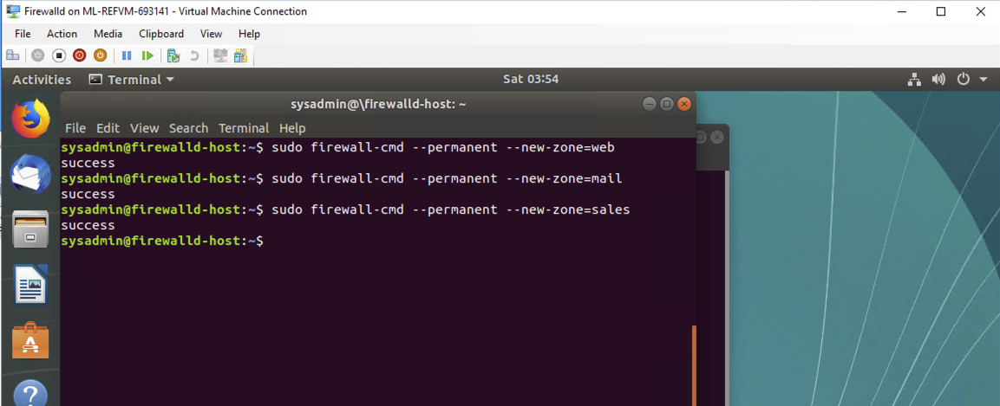 Firewalld on ML-REFVM-693141 - Virtual Machine Connection
File Action Media Clipboard View Help
Activities Terminal Sat 03:54
sysadmin@\firewalld-host: ~
File Edit View Search Terminal Help
sysadmin@firewalld-host:~$ sudo firewall-cmd --permanent --new-zone=web
success
sysadmin@firewalld-host:~$ sudo firewall-cmd --permanent --new-zone=mail
success
sysadmin@firewalld-host:~$ sudo firewall-cmd --permanent --new-zone=sales
success
sysadmin@firewalld-host:~$